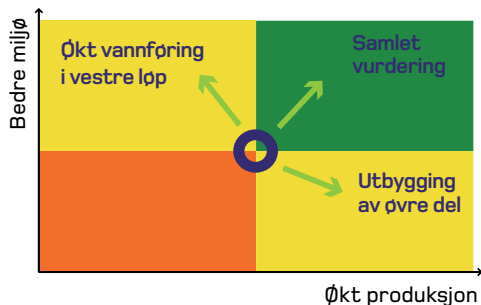 Bedre miljø
Økt vannføring
i vestre løp
Samlet
vurdering
Utbygging
av øvre del
Økt produksjon